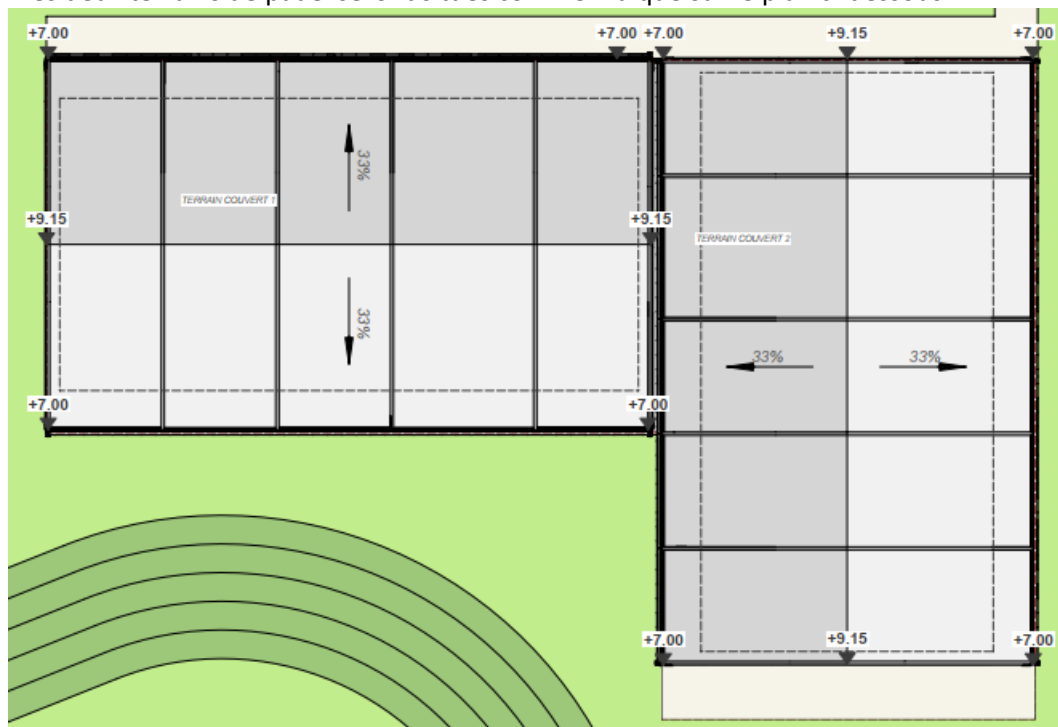 +7.00 +7.00 +7.00 +9.15 +7.00
33%
TERRAIN COUVERT 1
+9.15 +9.15
TERRAIN COUVERT 2
33%
33% 33%
+7.00 +7.00
+7.00 +9.15 +7.00